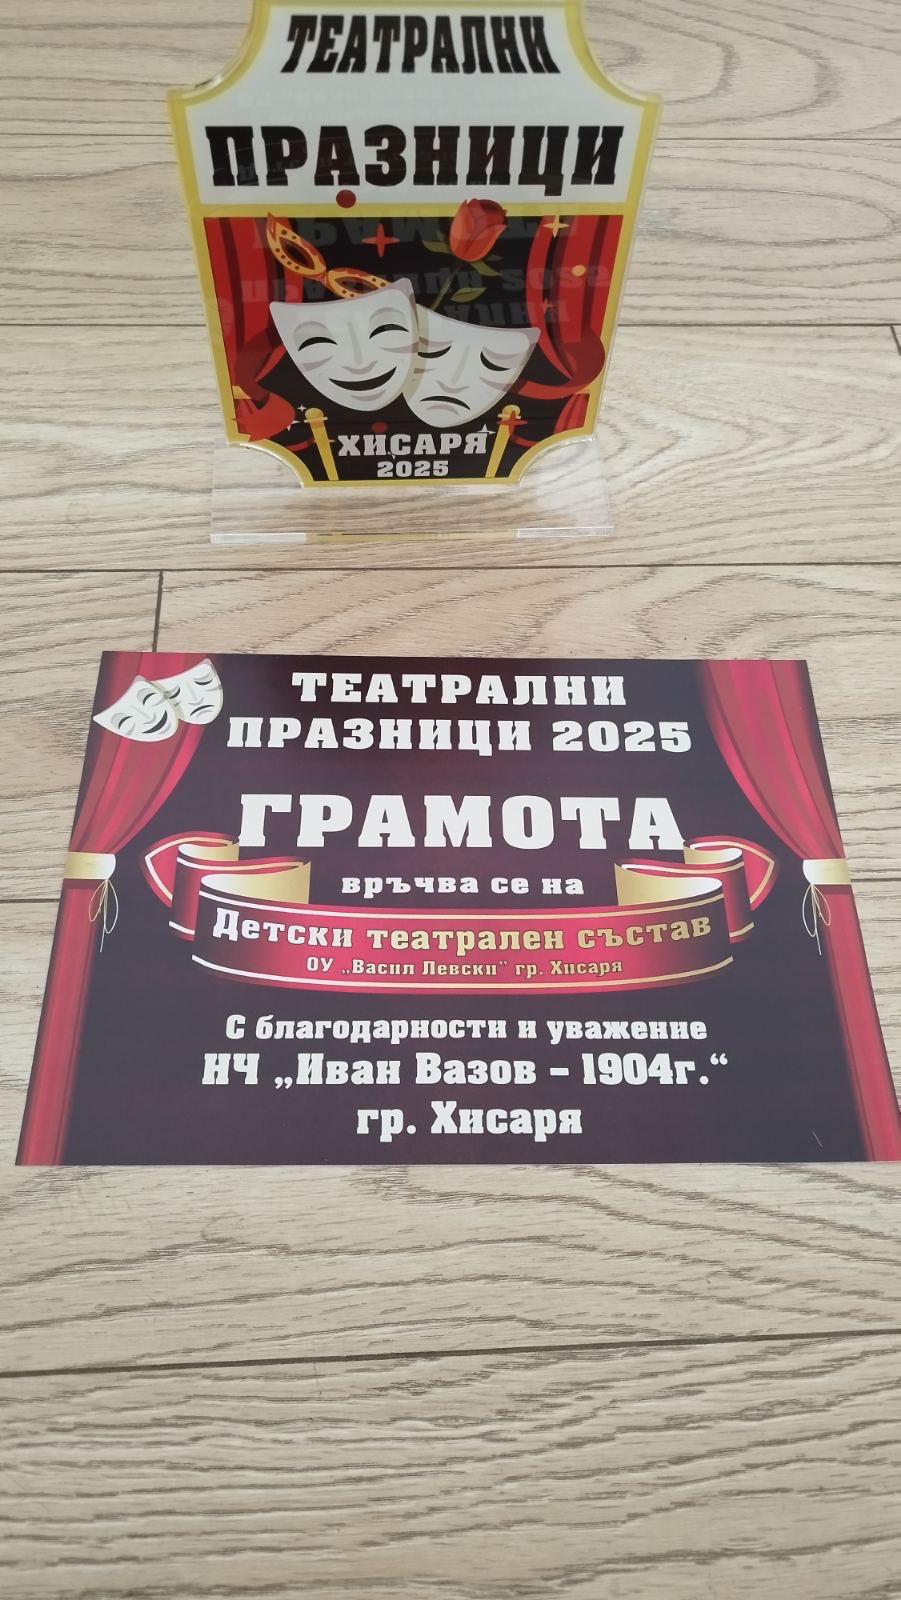 ТЕАТРАЛНИ
ПРАЗНИЦИ
ХИСАРЯ
2025
ТЕАТРАЛНИ
ПРАЗНИЦИ 2025
ГРАМОТА
връчва се на
Детски театрален състав
ОУ „Васил Левски" гр. Хисаря
С благодарности и уважение
НЧ „Иван Вазов – 1904г.“
гр. Хисаря